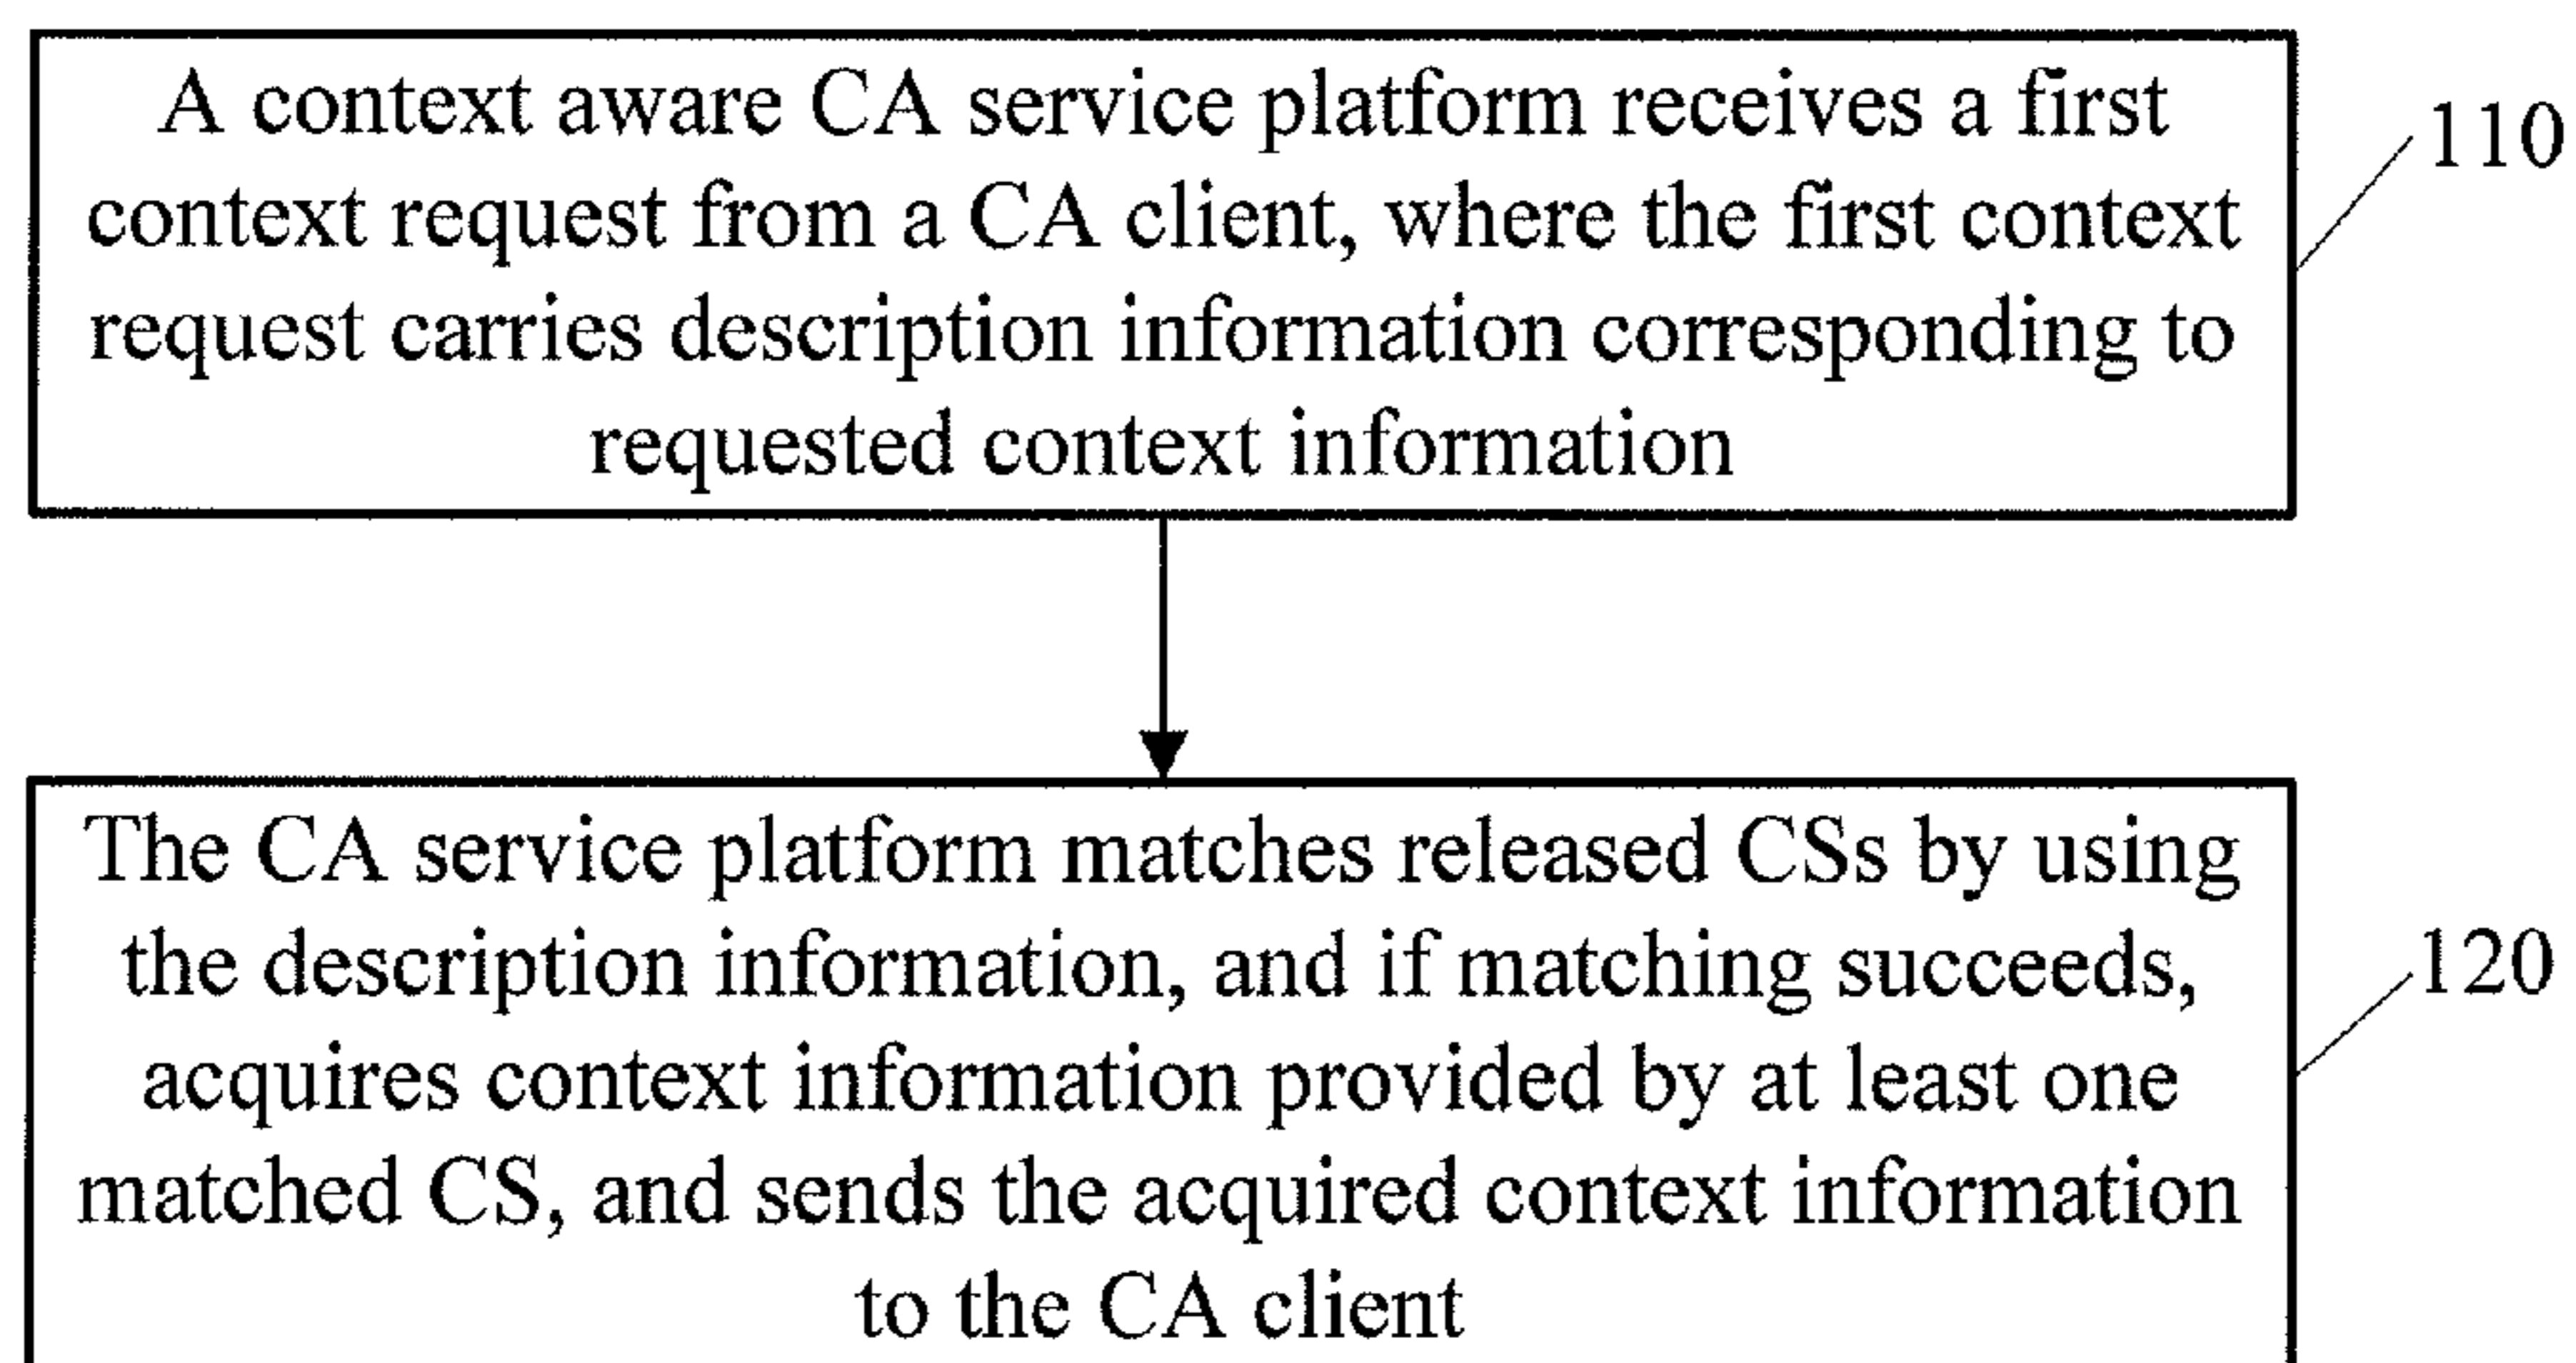 A context aware CA service platform receives a first
context request from a CA client, where the first context
request carries description information corresponding to
requested context information
110
The CA service platform matches released CSs by using
the description information, and if matching succeeds,
acquires context information provided by at least one
matched CS, and sends the acquired context information
to the CA client
120